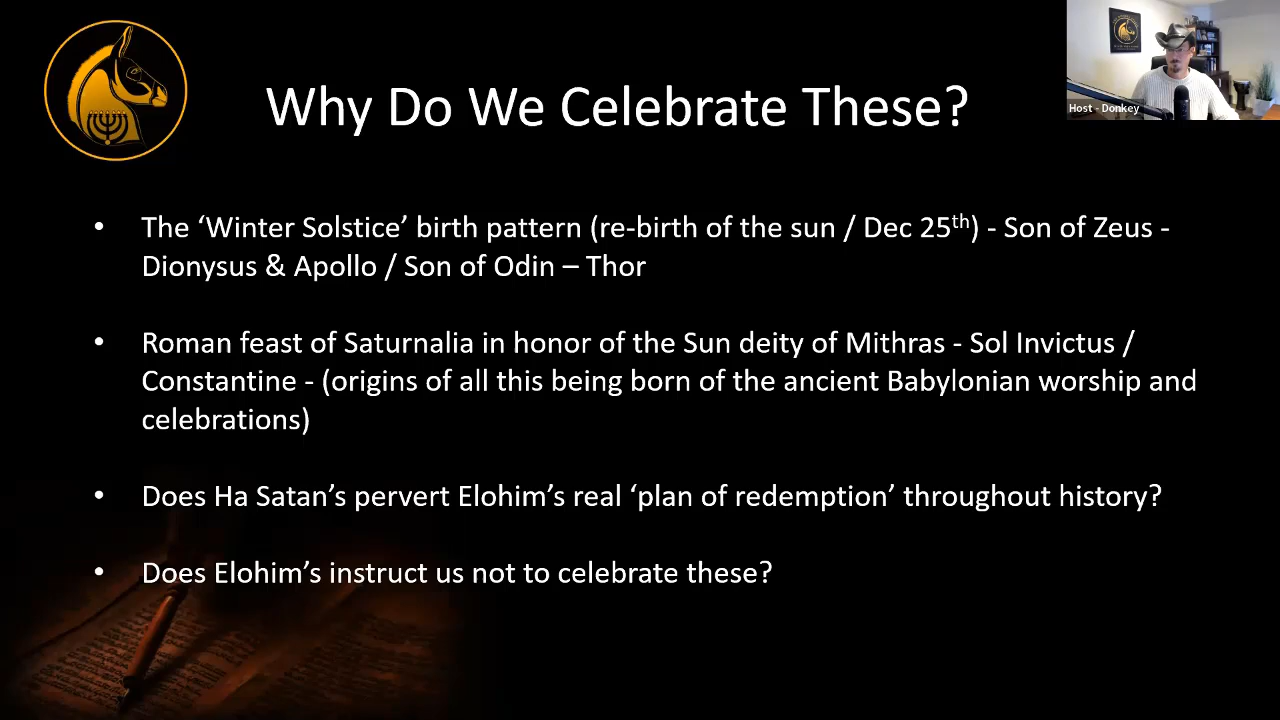 Why Do We Celebrate These?
Host - Donkey
• The ‘Winter Solstice’ birth pattern (re-birth of the sun / Dec 25th) - Son of Zeus -
Dionysus & Apollo / Son of Odin – Thor
• Roman feast of Saturnalia in honor of the Sun deity of Mithras - Sol Invictus /
Constantine - (origins of all this being born of the ancient Babylonian worship and
celebrations)
• Does Ha Satan’s pervert Elohim’s real ‘plan of redemption’ throughout history?
• Does Elohim’s instruct us not to celebrate these?